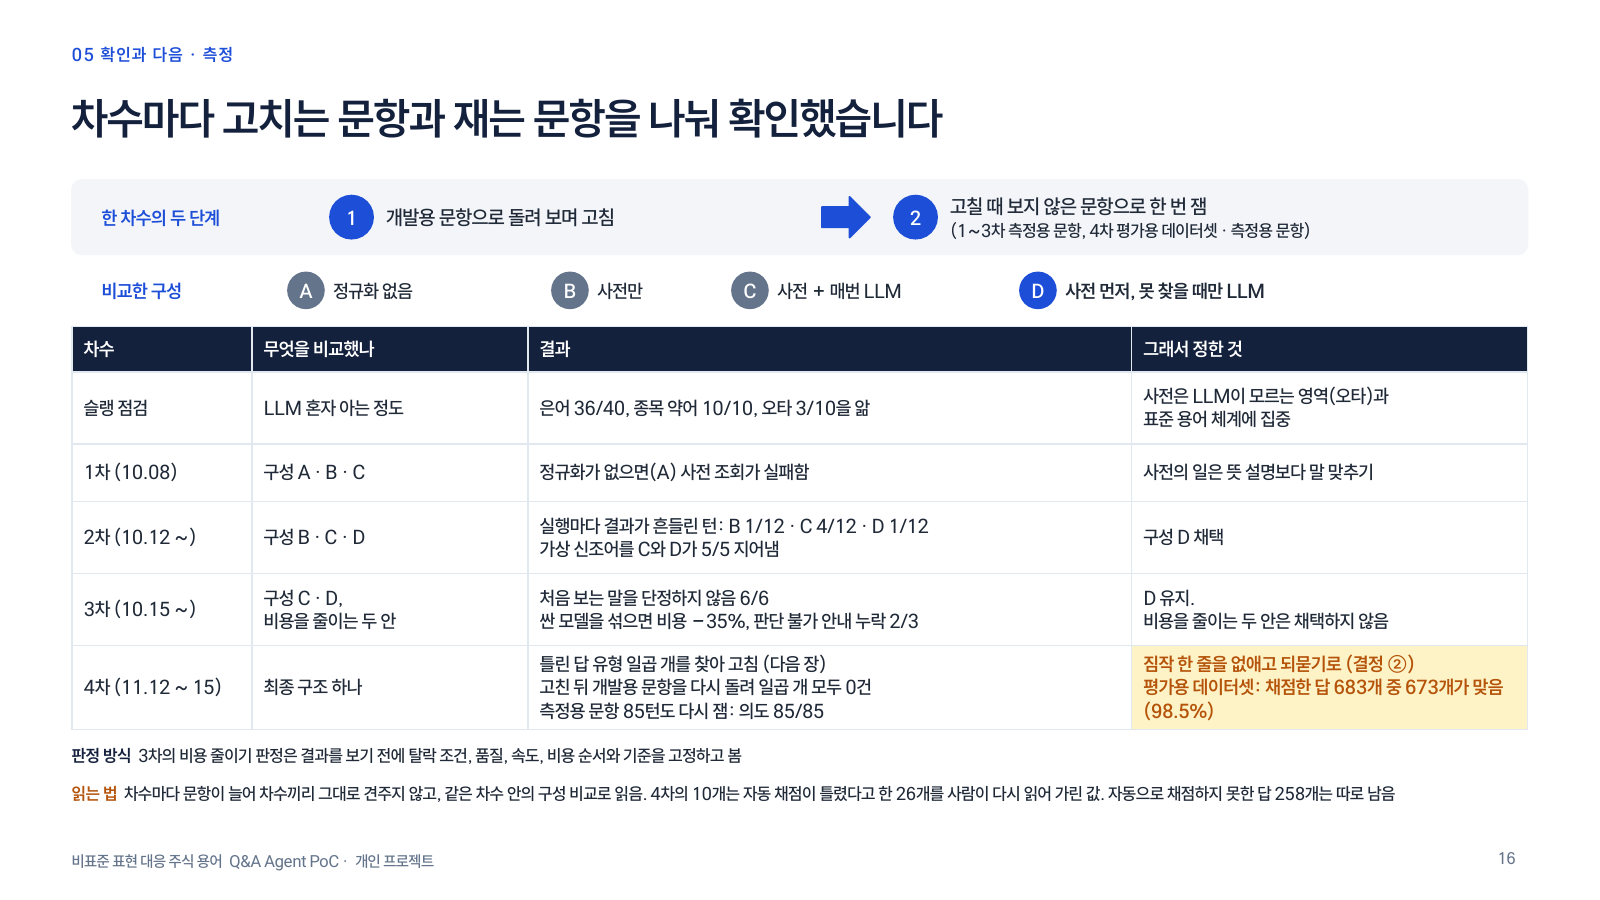 05 확인과 다음 · 측정
차수마다 고치는 문항과 재는 문항을 나눠 확인했습니다
한 차수의 두 단계
1 개발용 문항으로 돌려 보며 고침
2 고칠 때 보지 않은 문항으로 한 번 잼
(1~3차 측정용 문항, 4차 평가용 데이터셋 · 측정용 문항)
비교한 구성
A 정규화 없음
B 사전만
C 사전 + 매번 LLM
D 사전 먼저, 못 찾을 때만 LLM
차수
무엇을 비교했나
결과
그래서 정한 것
슬랭 점검
LLM 혼자 아는 정도
은어 36/40, 종목 약어 10/10, 오타 3/10을 앎
사전은 LLM이 모르는 영역(오타)과
표준 용어 체계에 집중
1차 (10.08)
구성 A · B · C
정규화가 없으면(A) 사전 조회가 실패함
사전의 일은 뜻 설명보다 말 맞추기
2차 (10.12 ~)
구성 B · C · D
실행마다 결과가 흔들린 턴: B 1/12 · C 4/12 · D 1/12
가상 신조어를 C와 D가 5/5 지어냄
구성 D 채택
3차 (10.15 ~)
구성 C · D,
비용을 줄이는 두 안
처음 보는 말을 단정하지 않음 6/6
싼 모델을 섞으면 비용 −35%, 판단 불가 안내 누락 2/3
D 유지.
비용을 줄이는 두 안은 채택하지 않음
4차 (11.12 ~ 15)
최종 구조 하나
틀린 답 유형 일곱 개를 찾아 고침 (다음 장)
고친 뒤 개발용 문항을 다시 돌려 일곱 개 모두 0건
측정용 문항 85턴도 다시 잼: 의도 85/85
짐작 한 줄을 없애고 되묻기로 (결정 ②)
평가용 데이터셋: 채점한 답 683개 중 673개가 맞음
(98.5%)
판정 방식 3차의 비용 줄이기 판정은 결과를 보기 전에 탈락 조건, 품질, 속도, 비용 순서와 기준을 고정하고 봄
읽는 법 차수마다 문항이 늘어 차수끼리 그대로 견주지 않고, 같은 차수 안의 구성 비교로 읽음. 4차의 10개는 자동 채점이 틀렸다고 한 26개를 사람이 다시 읽어 가린 값. 자동으로 채점하지 못한 답 258개는 따로 남음
비표준 표현 대응 주식 용어 Q&A Agent PoC · 개인 프로젝트
16